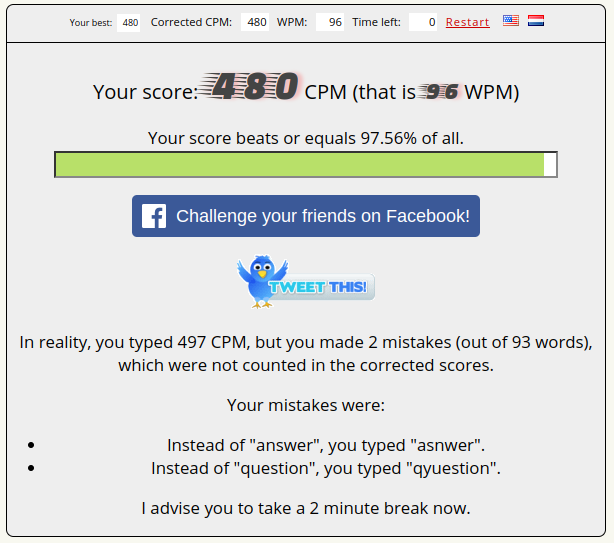 Your best: 480 Corrected CPM: 480 WPM: 96 Time left: 0 Restart
Your score: 480 CPM (that is 96 WPM)
Your score beats or equals 97.56% of all.
Challenge your friends on Facebook!
TWEET THIS!
In reality, you typed 497 CPM, but you made 2 mistakes (out of 93 words),
which were not counted in the corrected scores.
Your mistakes were:
Instead of "answer", you typed "asnwer".
Instead of "question", you typed "qyuestion".
I advise you to take a 2 minute break now.